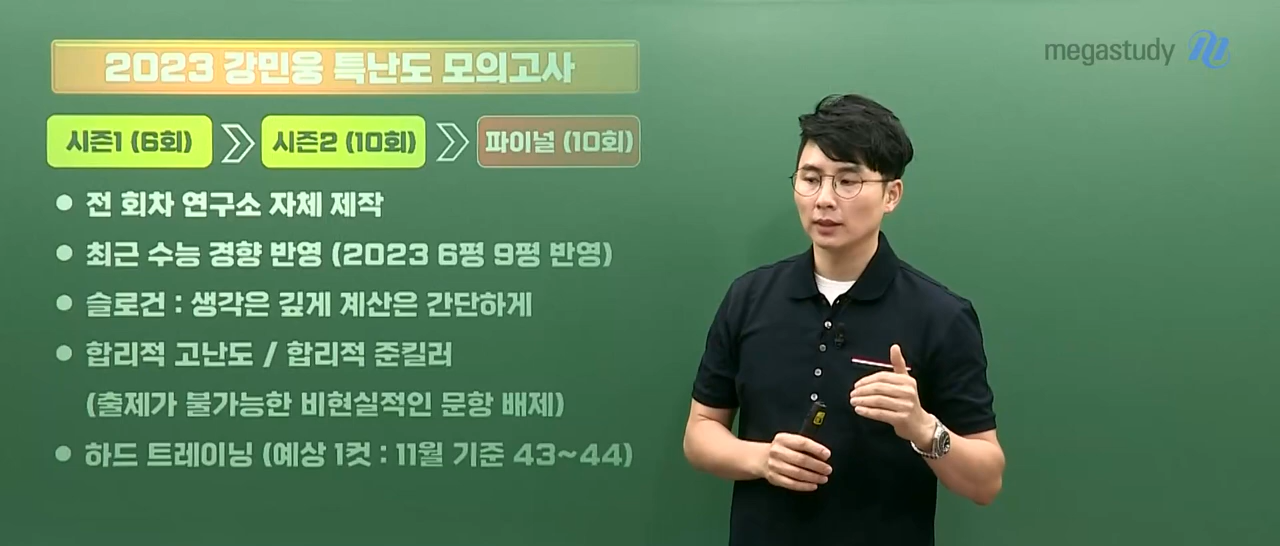 2023 강민웅 특난도 모의고사
megastudy
시즌1 (6회) 시즌2 (10회) 파이널 (10회)
● 전 회차 연구소 자체 제작
● 최근 수능 경향 반영 (2023 6평 9평 반영)
● 슬로건 : 생각은 깊게 계산은 간단하게
● 합리적 고난도 / 합리적 준킬러
(출제가 불가능한 비현실적인 문항 배제)
● 하드 트레이닝 (예상 1컷 : 11월 기준 43~44)